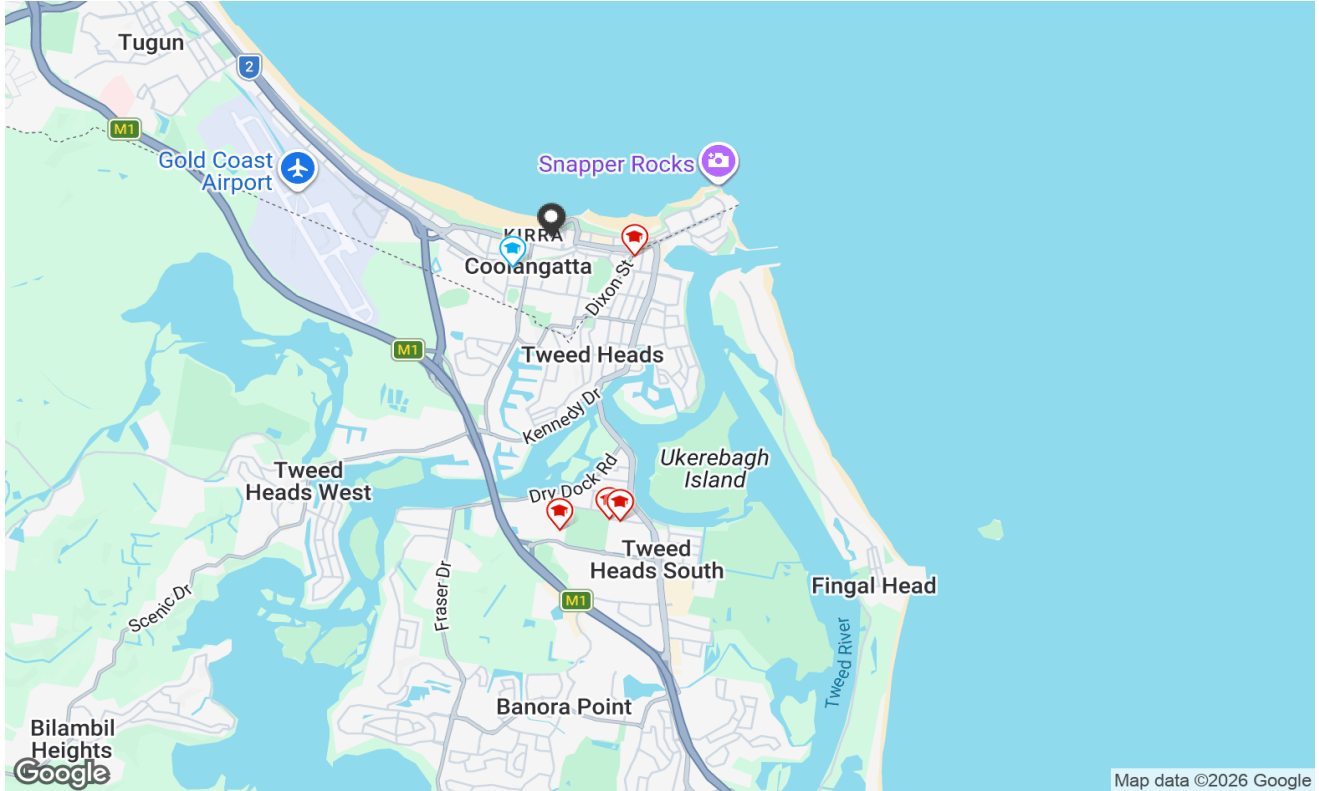 Tugun
2
M1
Gold Coast
Airport
Snapper Rocks
KIRRA
Coolangatta
Dixon St
M1
Tweed Heads
Kennedy Dr
Ukerebagh
Island
Tweed
Heads West
Dry Dock Rd
Tweed
Heads South
Fingal Head
M1
Fraser Dr
Scenic Dr
Tweed River
Banora Point
Bilambil
Heights
Google
Map data ©2026 Google